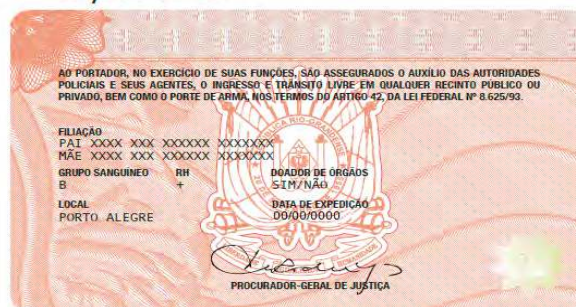 AO PORTADOR, NO EXERCÍCIO DE SUAS FUNÇÕES, SÃO ASSEGURADOS O AUXÍLIO DAS AUTORIDADES
POLICIAIS E SEUS AGENTES, O INGRESSO E TRÂNSITO LIVRE EM QUALQUER RECINTO PÚBLICO OU
PRIVADO, BEM COMO O PORTE DE ARMA, NOS TERMOS DO ARTIGO 42, DA LEI FEDERAL Nº 8.625/93.
FILIAÇÃO
PAI XXXX XXX XXXXXX XXXXXXX
MÃE XXXX XXX XXXXXX XXXXXXX
GRUPO SANGUÍNEO RH DOADOR DE ÓRGÃOS
B + SIM/NÃO
LOCAL DATA DE EXPEDIÇÃO
PORTO ALEGRE 00/00/0000
PROCURADOR-GERAL DE JUSTIÇA